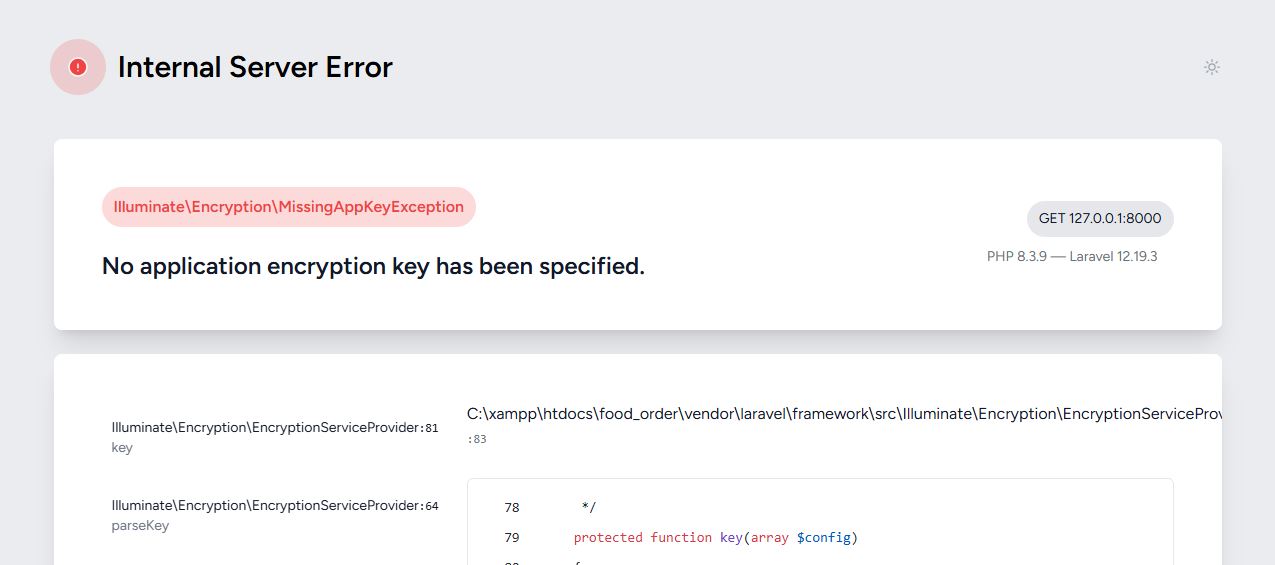 Internal Server Error
Illuminate\Encryption\MissingAppKeyException
GET 127.0.0.1:8000
No application encryption key has been specified.
PHP 8.3.9 — Laravel 12.19.3
Illuminate\Encryption\EncryptionServiceProvider:81
key
Illuminate\Encryption\EncryptionServiceProvider:64
parseKey
C:\xampp\htdocs\food_order\vendor\laravel\framework\src\Illuminate\Encryption\EncryptionServicePro
:83
78 */
79 protected function key(array $config)